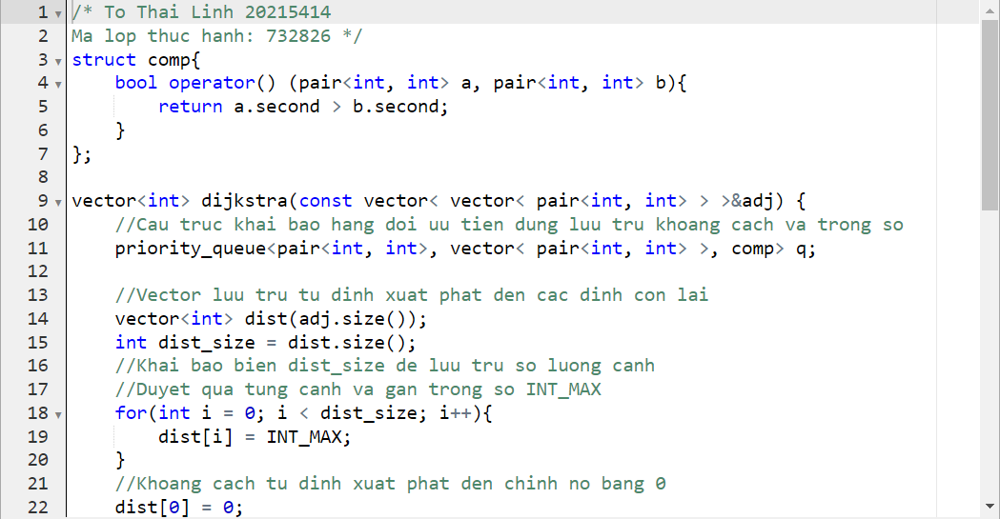 1 /* To Thai Linh 20215414
2 Ma lop thuc hanh: 732826 */
3 struct comp{
4     bool operator() (pair<int, int> a, pair<int, int> b){
5         return a.second > b.second;
6     }
7 };
8
9 vector<int> dijkstra(const vector< vector< pair<int, int> > >&adj) {
10     //Cau truc khai bao hang doi uu tien dung luu tru khoang cach va trong so
11     priority_queue<pair<int, int>, vector< pair<int, int> >, comp> q;
12
13     //Vector luu tru tu dinh xuat phat den cac dinh con lai
14     vector<int> dist(adj.size());
15     int dist_size = dist.size();
16     //Khai bao bien dist_size de luu tru so luong canh
17     //Duyet qua tung canh va gan trong so INT_MAX
18     for(int i = 0; i < dist_size; i++){
19         dist[i] = INT_MAX;
20     }
21     //Khoang cach tu dinh xuat phat den chinh no bang 0
22     dist[0] = 0;